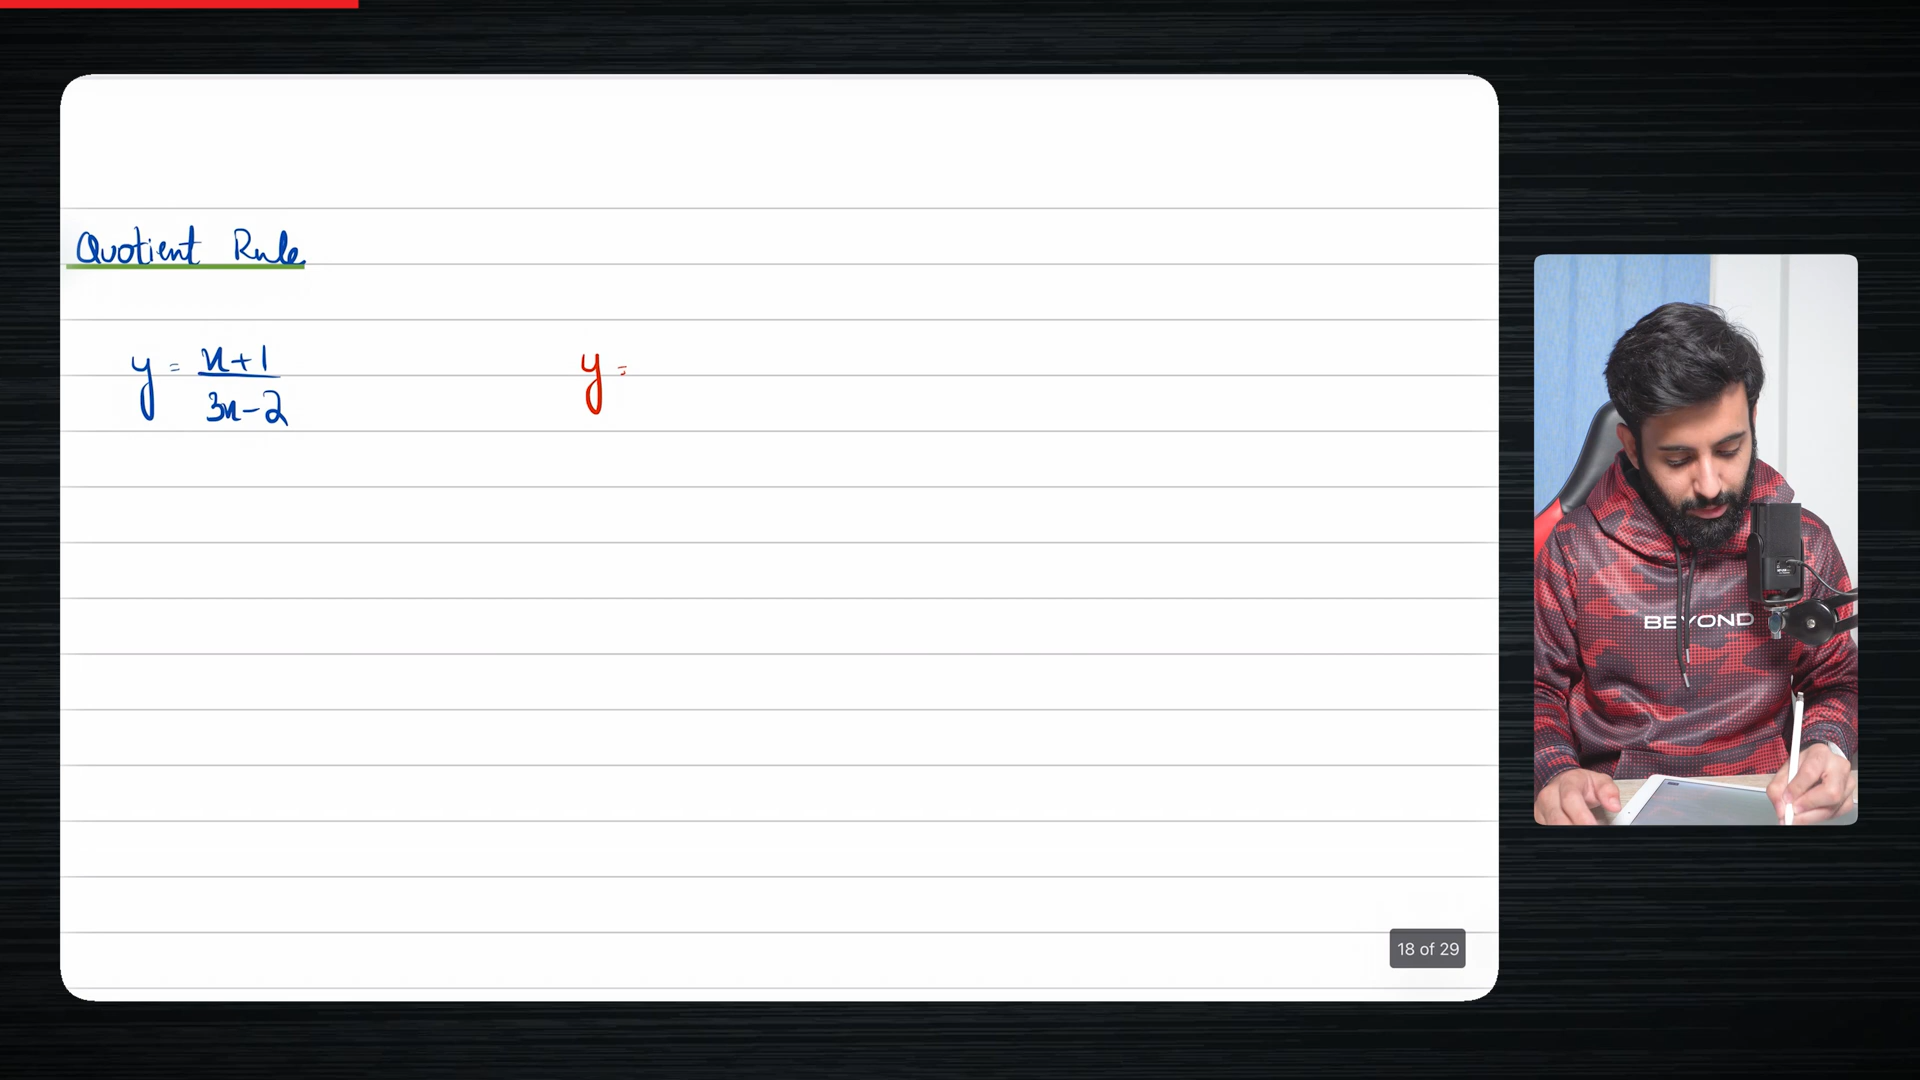 Quotient Rule
y = x+1 / 3x-2
y =
BEYOND
18 of 29